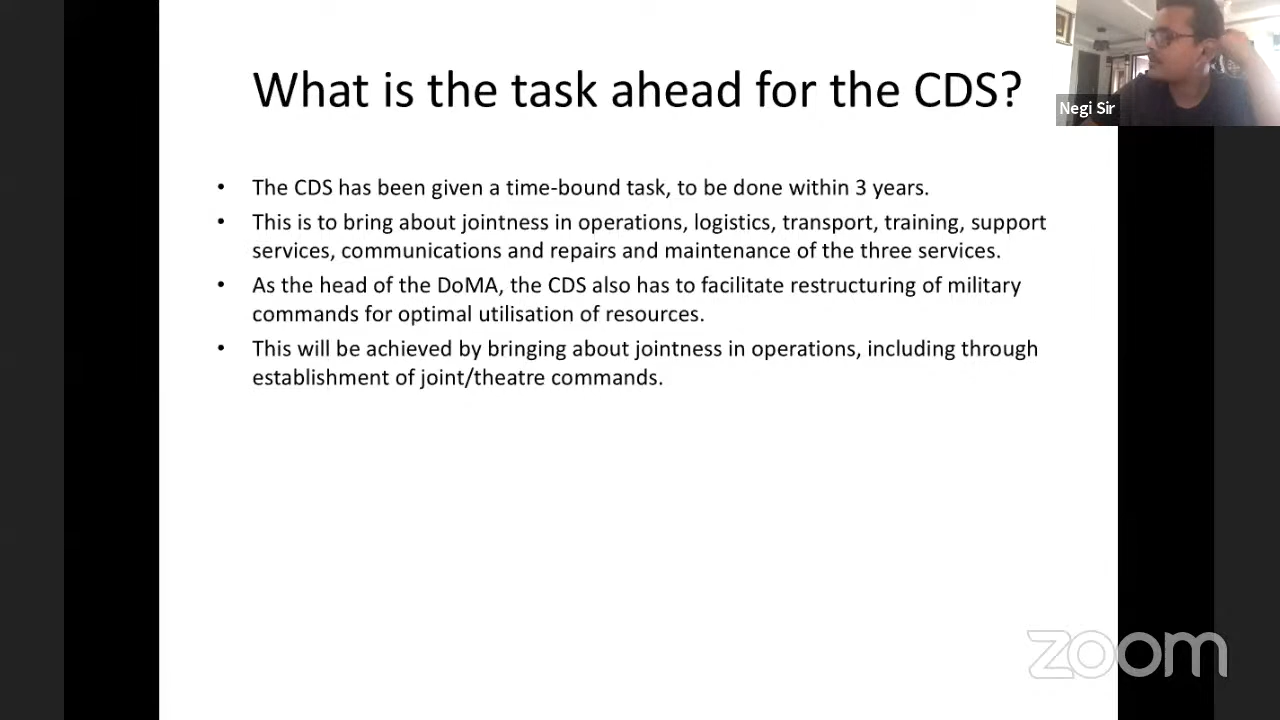 What is the task ahead for the CDS?
Negi Sir
• The CDS has been given a time-bound task, to be done within 3 years.
• This is to bring about jointness in operations, logistics, transport, training, support
services, communications and repairs and maintenance of the three services.
• As the head of the DoMA, the CDS also has to facilitate restructuring of military
commands for optimal utilisation of resources.
• This will be achieved by bringing about jointness in operations, including through
establishment of joint/theatre commands.
zoom